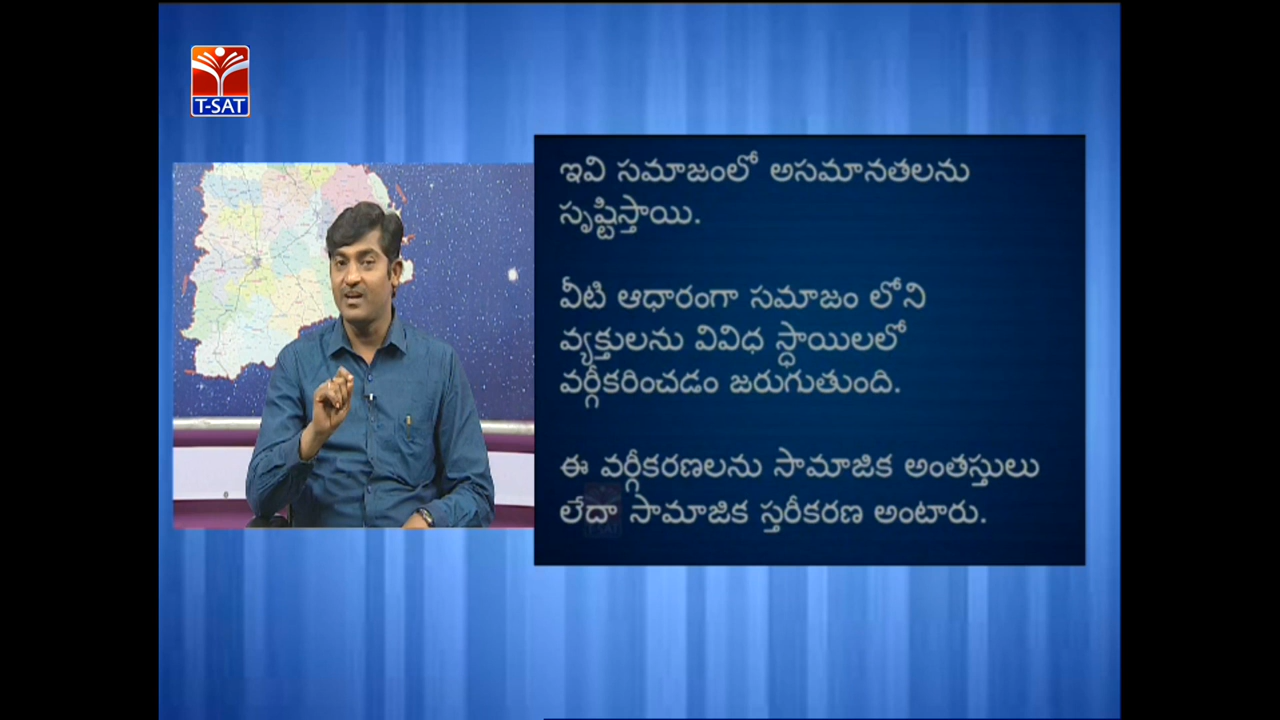 T-SAT
ఇవి సమాజంలో అసమానతలను
సృష్టిస్తాయి.
వీటి ఆధారంగా సమాజం లోని
వ్యక్తులను వివిధ స్ధాయిలలో
వర్గీకరించడం జరుగుతుంది.
ఈ వర్గీకరణలను సామాజిక అంతస్తులు
లేదా సామాజిక స్తరీకరణ అంటారు.
T-SAT